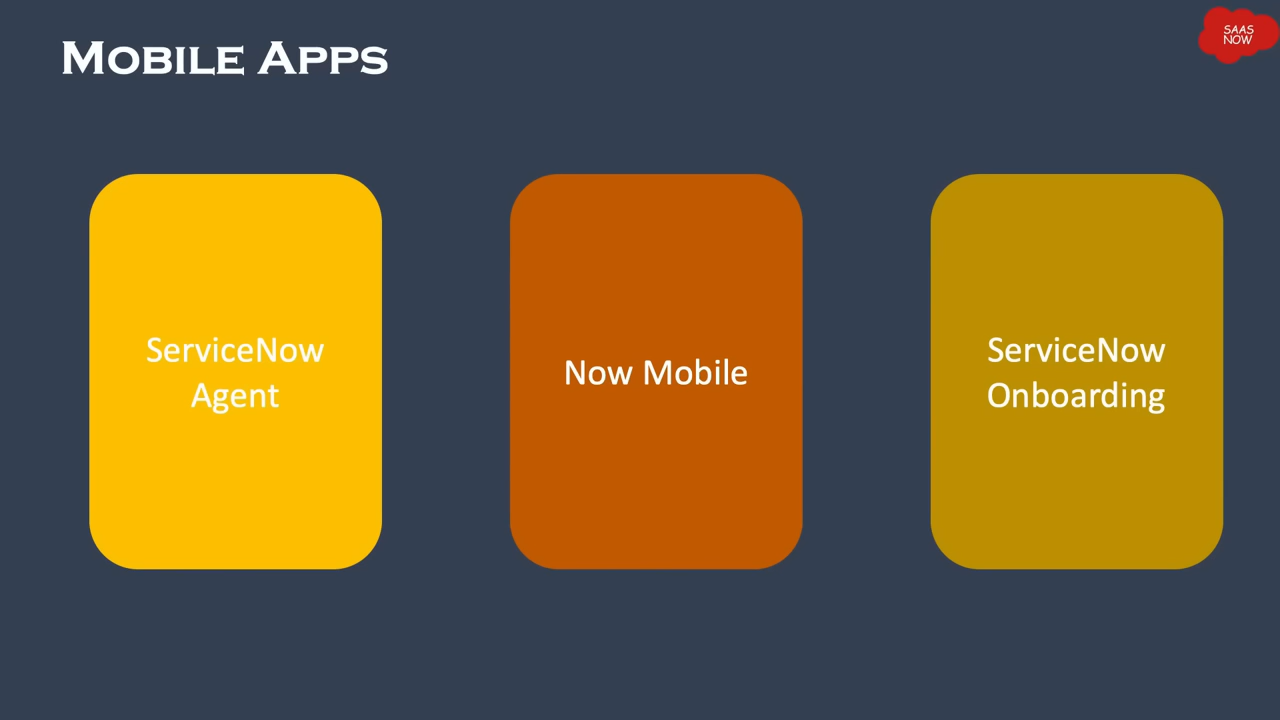 Mobile Apps
SAAS
NOW
ServiceNow
Agent
Now Mobile
ServiceNow
Onboarding